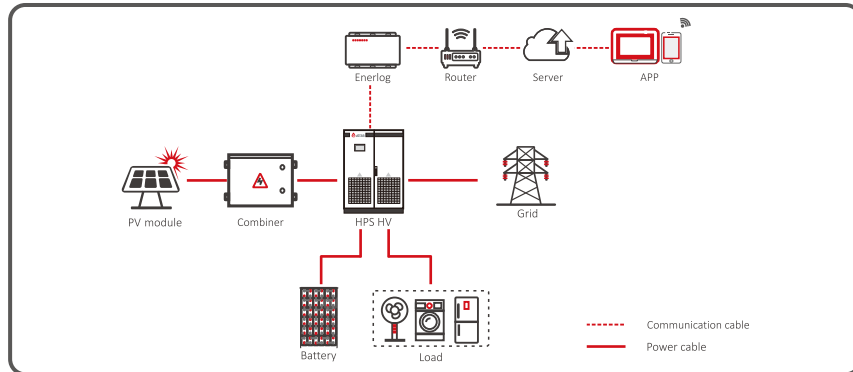 Enerlog
Router
Server
APP
PV module
Combiner
HPS HV
Grid
Battery
Load
Communication cable
Power cable